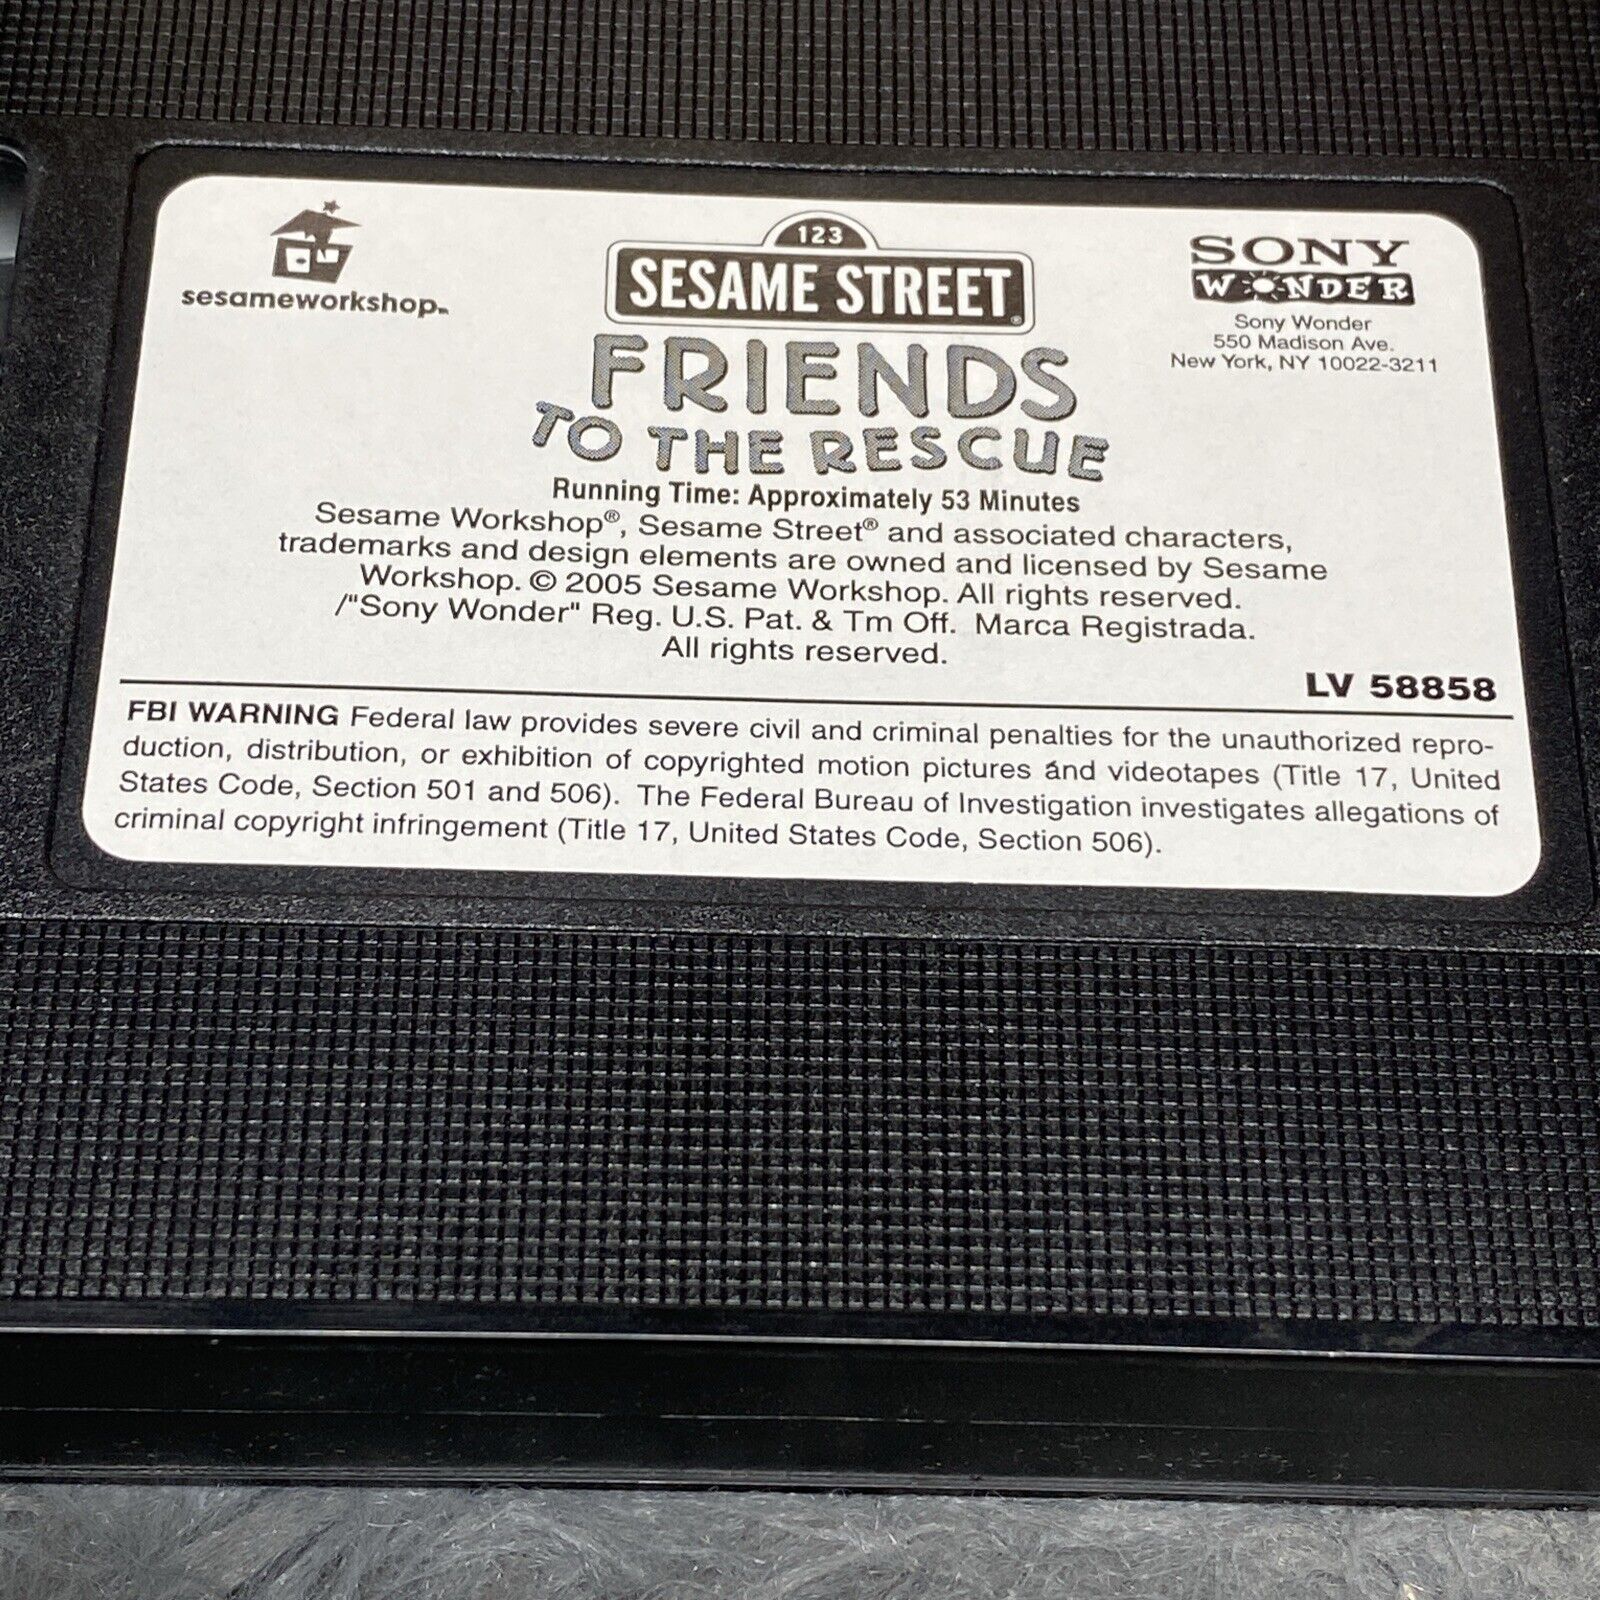 sesameworkshop™
123
SESAME STREET®
FRIENDS
TO THE RESCUE
SONY
WONDER
Sony Wonder
550 Madison Ave.
New York, NY 10022-3211
Running Time: Approximately 53 Minutes
Sesame Workshop®, Sesame Street® and associated characters,
trademarks and design elements are owned and licensed by Sesame
Workshop. © 2005 Sesame Workshop. All rights reserved.
/"Sony Wonder" Reg. U.S. Pat. & Tm Off. Marca Registrada.
All rights reserved.
LV 58858
FBI WARNING Federal law provides severe civil and criminal penalties for the unauthorized repro-
duction, distribution, or exhibition of copyrighted motion pictures and videotapes (Title 17, United
States Code, Section 501 and 506). The Federal Bureau of Investigation investigates allegations of
criminal copyright infringement (Title 17, United States Code, Section 506).